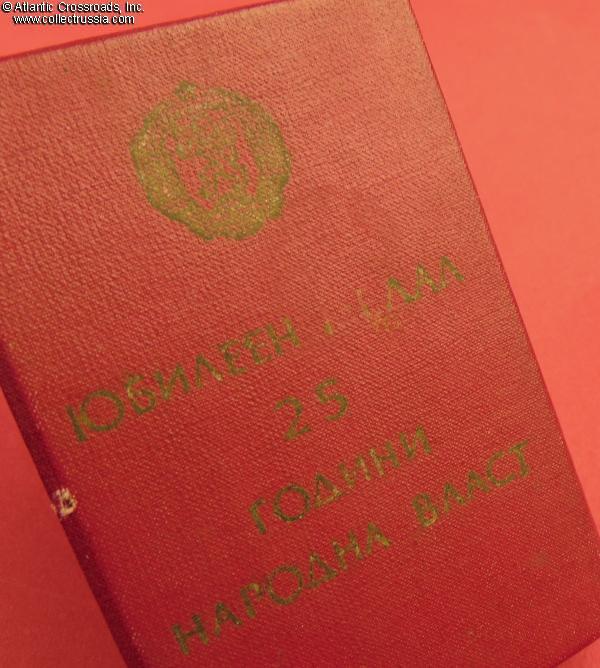 © Atlantic Crossroads, Inc.
www.collectrussia.com
ЮБИЛЕЕН
25
ГОДИНИ
НАРОДНА ВЛАСТ